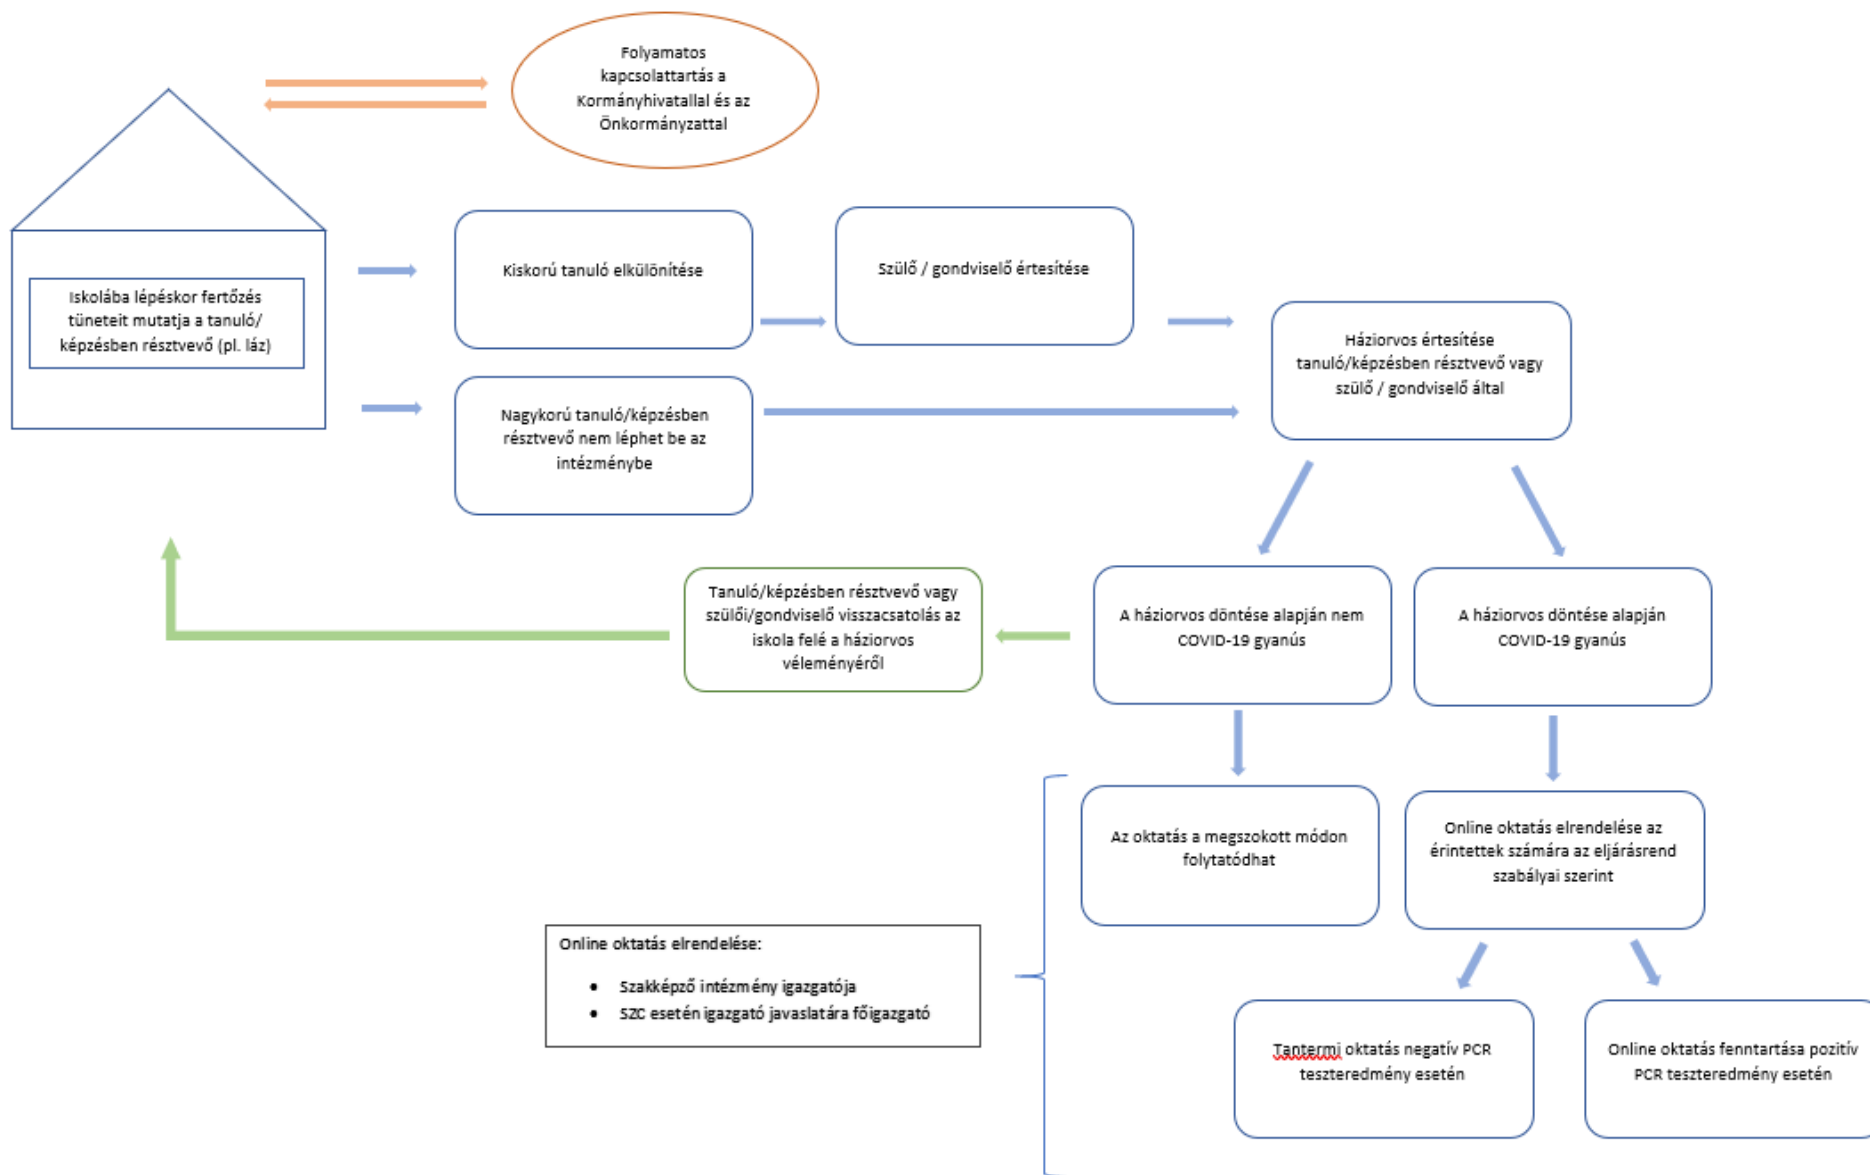 Folyamatos
kapcsolattartás a
Kormányhivatallal és az
Önkormányzattal
Iskolába lépéskor fertőzés
tüneteit mutatja a tanuló/
képzésben résztvevő (pl. láz)
Kiskorú tanuló elkülönítése
Szülő / gondviselő értesítése
Nagykorú tanuló/képzésben
résztvevő nem léphet be az
intézménybe
Háziorvos értesítése
tanuló/képzésben résztvevő vagy
szülő / gondviselő által
Tanuló/képzésben résztvevő vagy
szülői/gondviselő visszacsatolás az
iskola felé a háziorvos
véleményéről
A háziorvos döntése alapján nem
COVID-19 gyanús
A háziorvos döntése alapján
COVID-19 gyanús
Az oktatás a megszokott módon
folytatódhat
Online oktatás elrendelése az
érintettek számára az eljárásrend
szabályai szerint
Online oktatás elrendelése:
• Szakképző intézmény igazgatója
• SZC esetén igazgató javaslatára főigazgató
Tantermi oktatás negatív PCR
teszteredmény esetén
Online oktatás fenntartása pozitív
PCR teszteredmény esetén